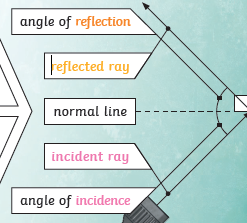 angle of reflection
reflected ray
normal line
incident ray
angle of incidence